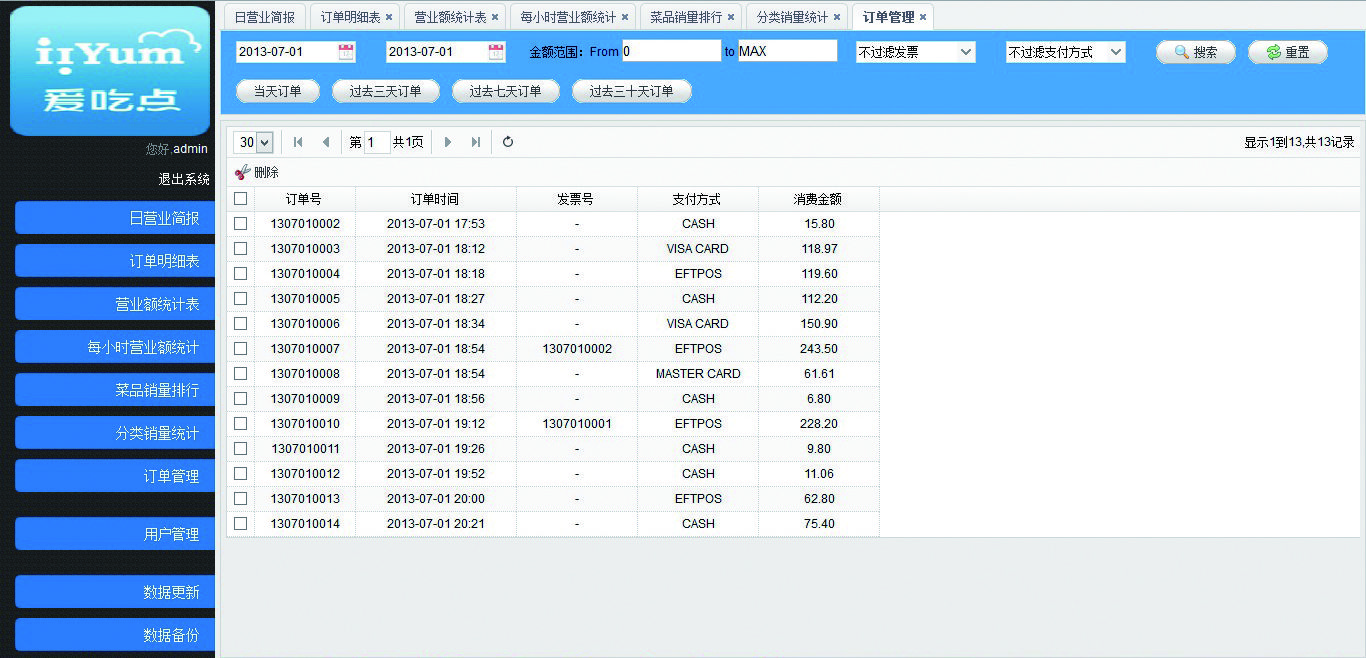 iiYum
爱吃点
您好,admin
退出系统
日营业简报
订单明细表
营业额统计表
每小时营业额统计
菜品销量排行
分类销量统计
订单管理
用户管理
数据更新
数据备份
日营业简报 订单明细表 × 营业额统计表 × 每小时营业额统计 × 菜品销量排行 × 分类销量统计 × 订单管理 ×
2013-07-01 2013-07-01 金额范围: From 0 to MAX 不过滤发票 不过滤支付方式 搜索 重置
当天订单 过去三天订单 过去七天订单 过去三十天订单
30 第 1 共1页 显示1到13,共13记录
删除
订单号 订单时间 发票号 支付方式 消费金额
1307010002 2013-07-01 17:53 - CASH 15.80
1307010003 2013-07-01 18:12 - VISA CARD 118.97
1307010004 2013-07-01 18:18 - EFTPOS 119.60
1307010005 2013-07-01 18:27 - CASH 112.20
1307010006 2013-07-01 18:34 - VISA CARD 150.90
1307010007 2013-07-01 18:54 1307010002 EFTPOS 243.50
1307010008 2013-07-01 18:54 - MASTER CARD 61.61
1307010009 2013-07-01 18:56 - CASH 6.80
1307010010 2013-07-01 19:12 1307010001 EFTPOS 228.20
1307010011 2013-07-01 19:26 - CASH 9.80
1307010012 2013-07-01 19:52 - CASH 11.06
1307010013 2013-07-01 20:00 - EFTPOS 62.80
1307010014 2013-07-01 20:21 - CASH 75.40